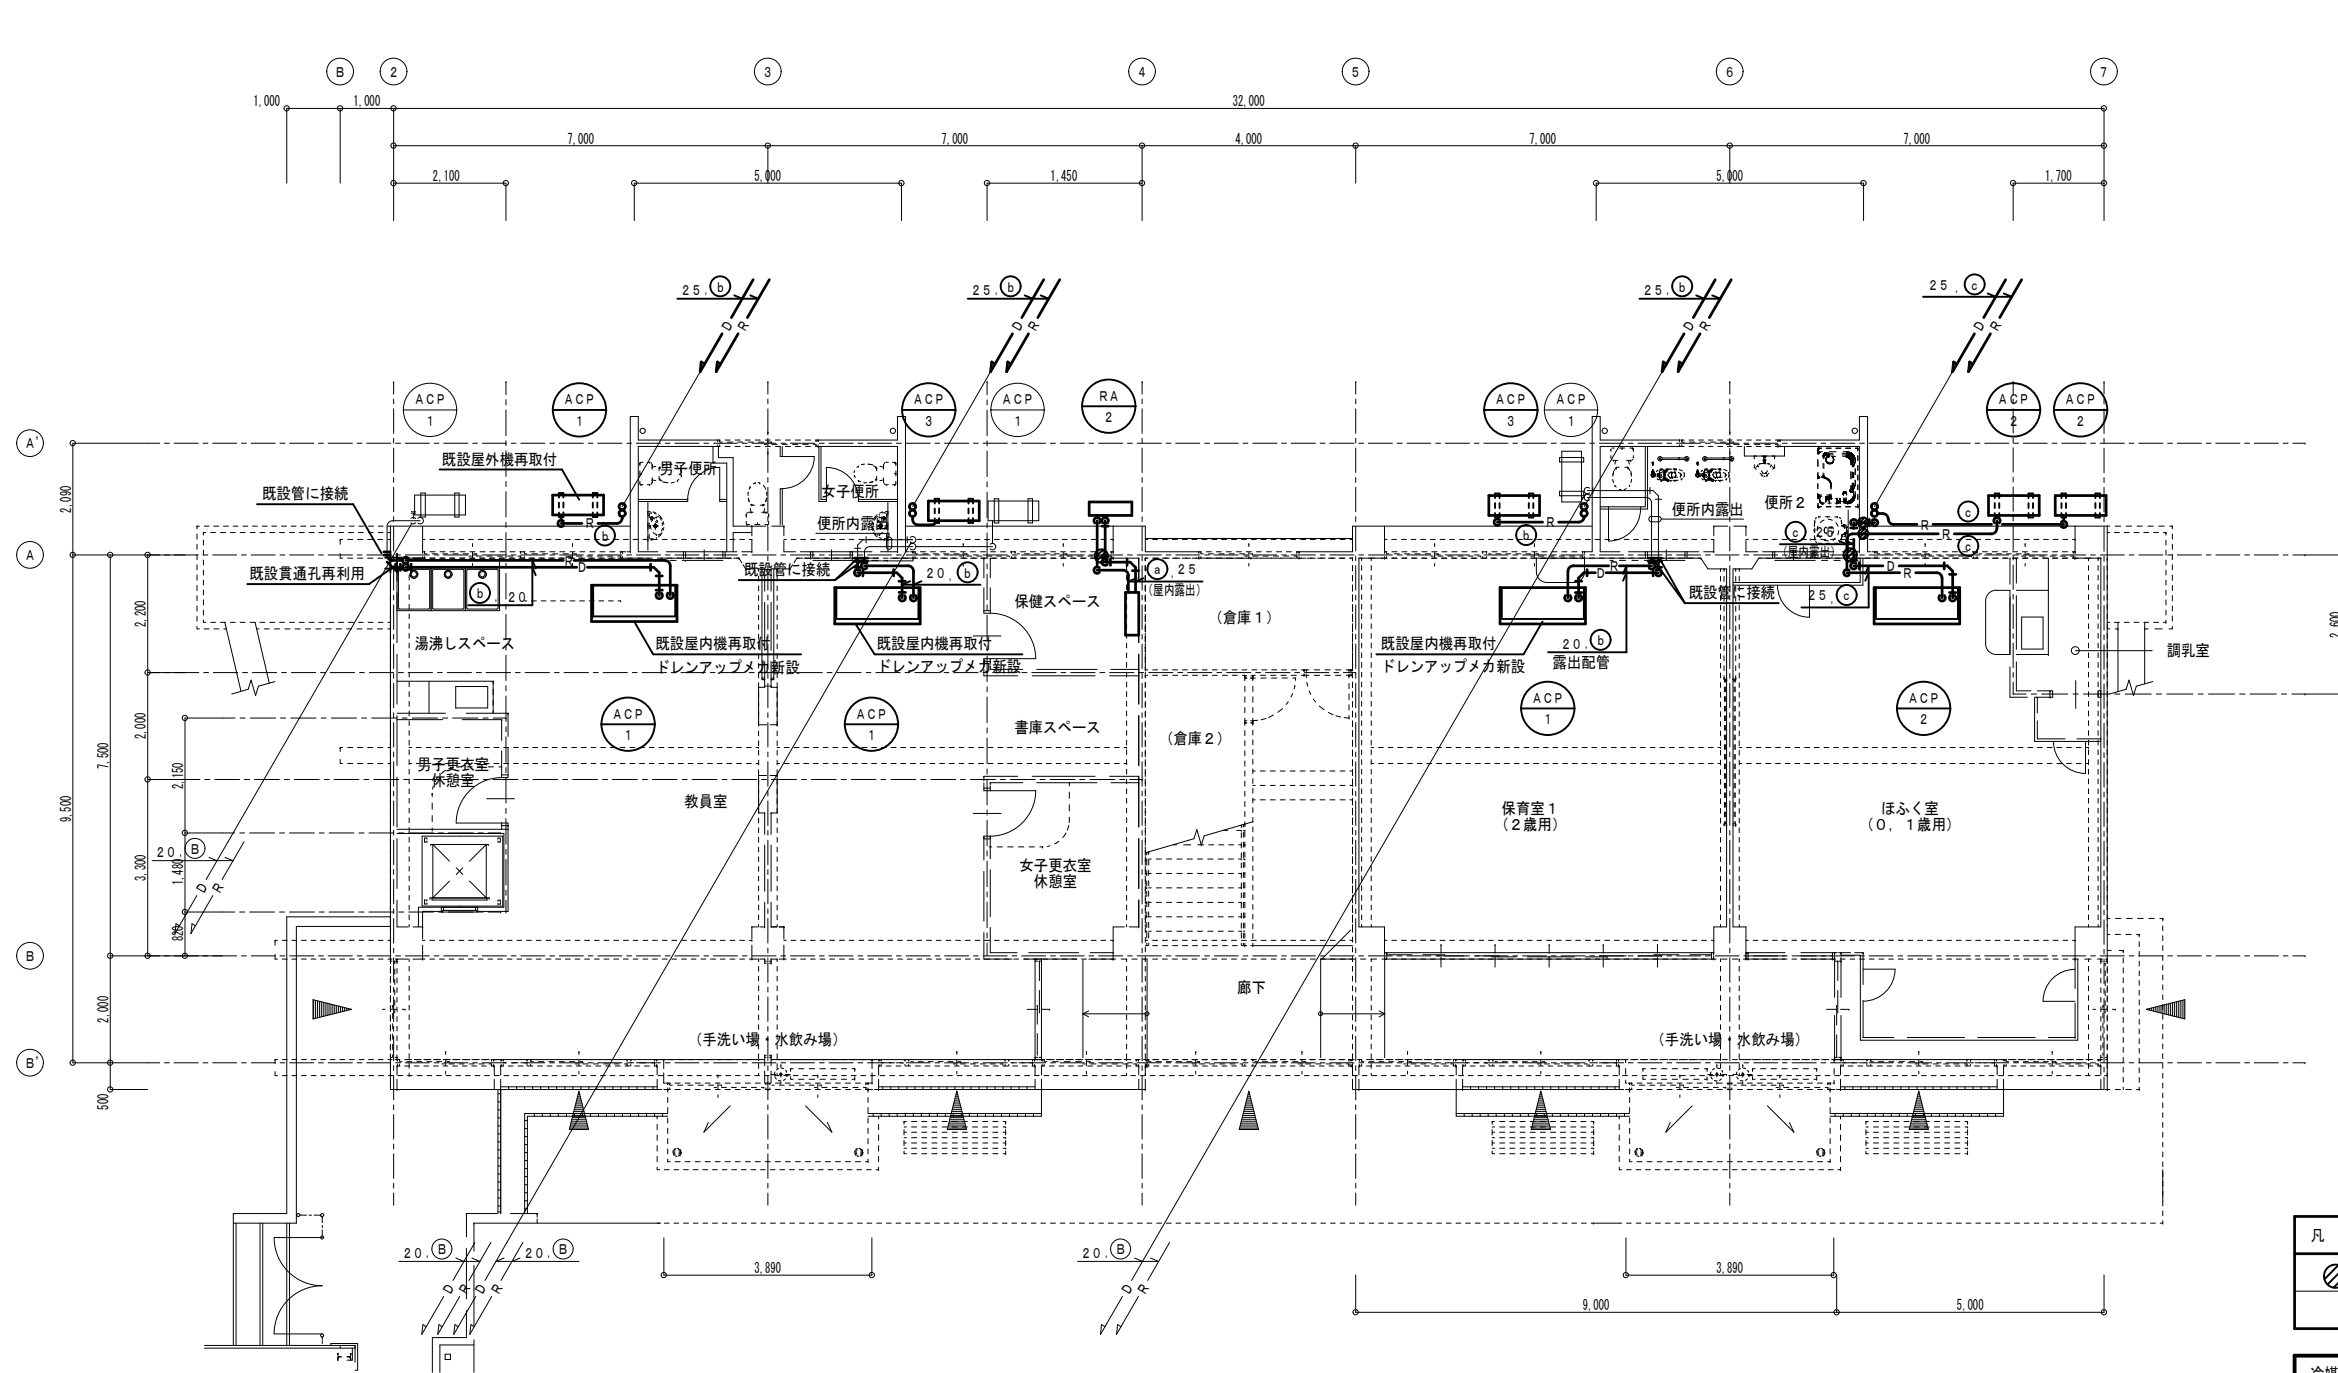 B 2 3 4 5 6 7
1,000 1,000 32,000
7,000 7,000 4,000 7,000 7,000
2,100 5,000 1,450 5,000 1,700
25,b 25,b 25,b 25,c
D R D R D R D R
ACP 1
ACP 1
ACP 3
ACP 1
RA 2
ACP 3
ACP 1
ACP 2
ACP 2
A'
既設屋外機再取付
男子便所
女子便所
便所内露出
便所内露出
便所2
既設管に接続
2,090
R
b
R
b
R
c
R
c
c
26
(屋内露出)
A
既設貫通孔再利用
既設管に接続
既設管に接続
R
D
b,20
20,b
a,25
(屋内露出)
D
R
D
R
25,c
保健スペース
(倉庫1)
2,200
2,600
湯沸しスペース
既設屋内機再取付
ドレンアップメカ新設
既設屋内機再取付
ドレンアップメカ新設
既設屋内機再取付
ドレンアップメカ新設
20,b
露出配管
調乳室
ACP 1
ACP 1
ACP 1
ACP 2
2,000
7,500
2,150
9,500
書庫スペース
(倉庫2)
男子更衣室
休憩室
教員室
保育室1
(2歳用)
ほふく室
(0,1歳用)
20,B
D R
3,300
1,480
820
女子更衣室
休憩室
B
2,000
廊下
(手洗い場・水飲み場)
(手洗い場・水飲み場)
B'
500
20,B
20,B
20,B
D R D R
D R
3,890
3,890
9,000 5,000
凡